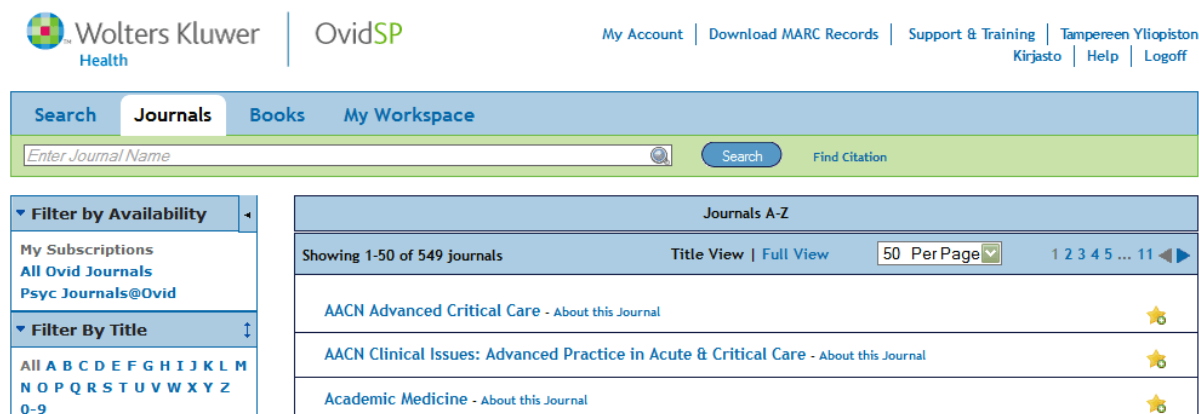 Wolters Kluwer
Health
OvidSP
My Account | Download MARC Records | Support & Training | Tampereen Yliopiston
Kirjasto | Help | Logoff
Search Journals Books My Workspace
Enter Journal Name Search Find Citation
Filter by Availability
My Subscriptions
All Ovid Journals
Psyc Journals@Ovid
Filter By Title
All A B C D E F G H I J K L M
N O P Q R S T U V W X Y Z
0-9
Journals A-Z
Showing 1-50 of 549 journals Title View | Full View 50 Per Page 1 2 3 4 5 ... 11
AACN Advanced Critical Care - About this Journal
AACN Clinical Issues: Advanced Practice in Acute & Critical Care - About this Journal
Academic Medicine - About this Journal